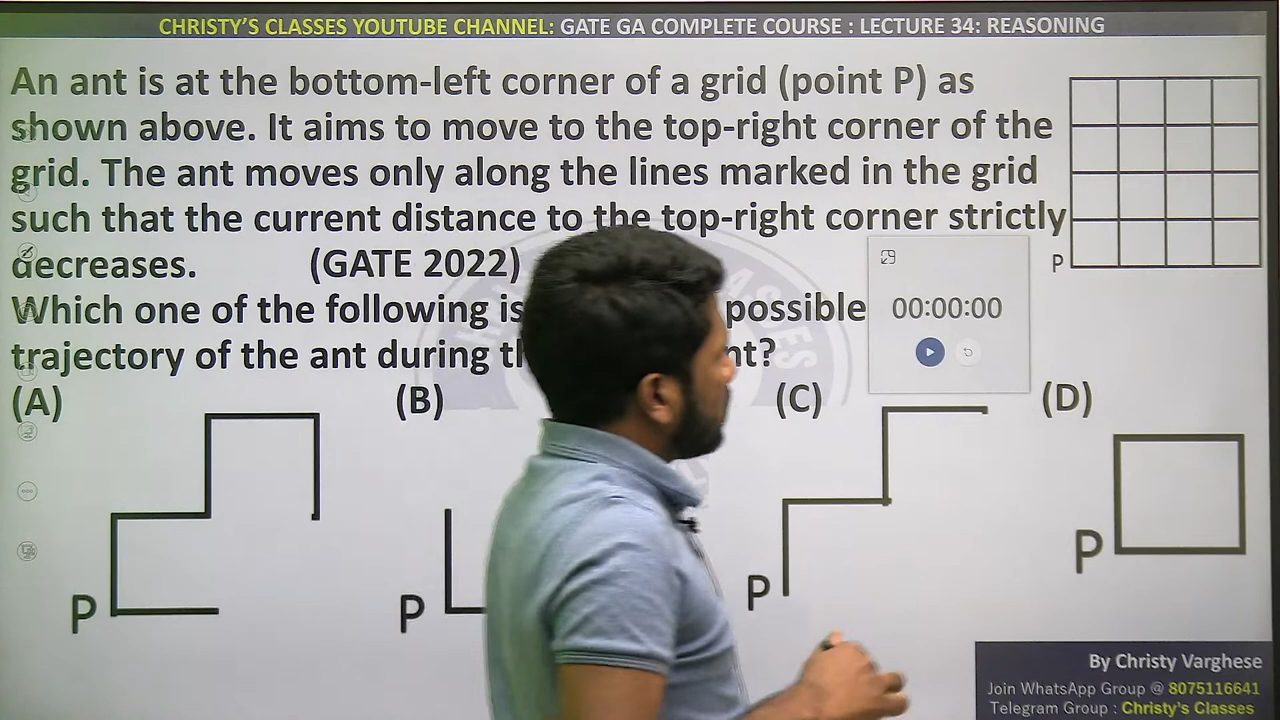 CHRISTY'S CLASSES YOUTUBE CHANNEL: GATE GA COMPLETE COURSE : LECTURE 34: REASONING
An ant is at the bottom-left corner of a grid (point P) as
shown above. It aims to move to the top-right corner of the
grid. The ant moves only along the lines marked in the grid
such that the current distance to the top-right corner strictly
decreases. (GATE 2022)
P
Which one of the following is possible
00:00:00
trajectory of the ant during
(A) (B) (C) (D)
P
P
P
P
By Christy Varghese
Join WhatsApp Group @ 8075116641
Telegram Group : Christy's Classes